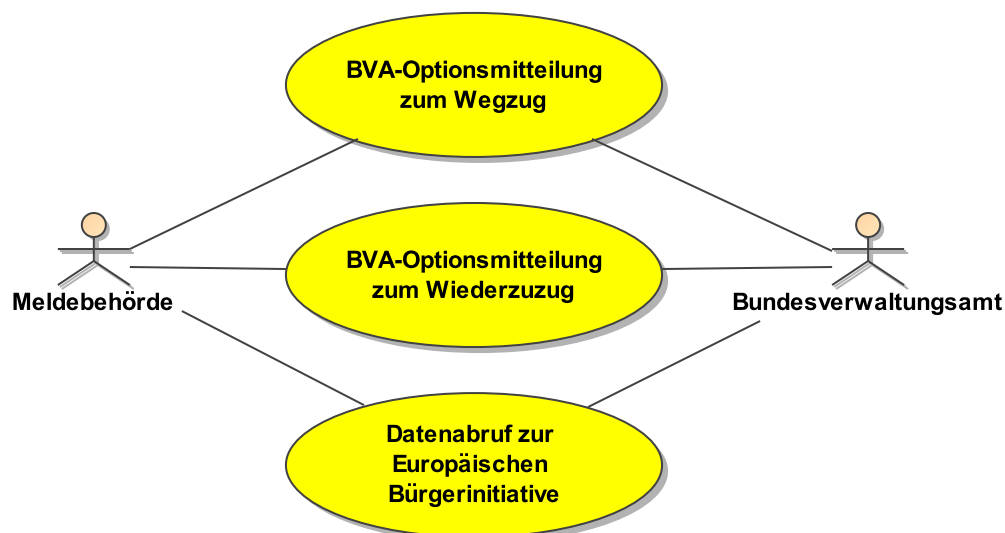 BVA-Optionsmitteilung
zum Wegzug
BVA-Optionsmitteilung
zum Wiederzuzug
Meldebehörde
Bundesverwaltungsamt
Datenabruf zur
Europäischen
Bürgerinitiative